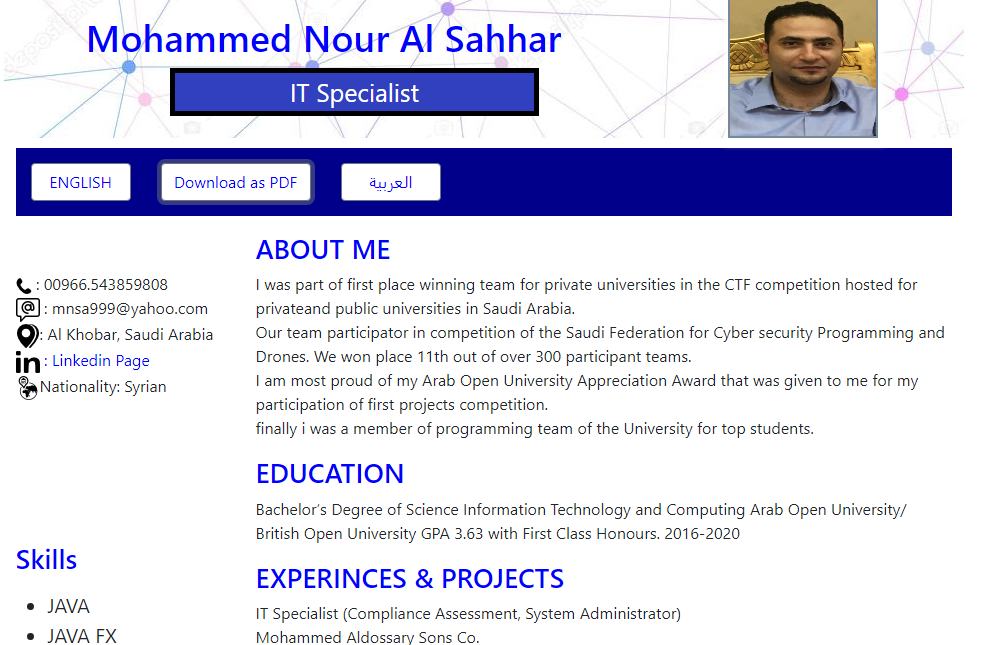 Mohammed Nour Al Sahhar
IT Specialist
ENGLISH
Download as PDF
العربية
: 00966.543859808
: mnsa999@yahoo.com
: Al Khobar, Saudi Arabia
: Linkedin Page
Nationality: Syrian
Skills
JAVA
JAVA FX
ABOUT ME
I was part of first place winning team for private universities in the CTF competition hosted for
privateand public universities in Saudi Arabia.
Our team participator in competition of the Saudi Federation for Cyber security Programming and
Drones. We won place 11th out of over 300 participant teams.
I am most proud of my Arab Open University Appreciation Award that was given to me for my
participation of first projects competition.
finally i was a member of programming team of the University for top students.
EDUCATION
Bachelor’s Degree of Science Information Technology and Computing Arab Open University/
British Open University GPA 3.63 with First Class Honours. 2016-2020
EXPERINCES & PROJECTS
IT Specialist (Compliance Assessment, System Administrator)
Mohammed Aldossary Sons Co.